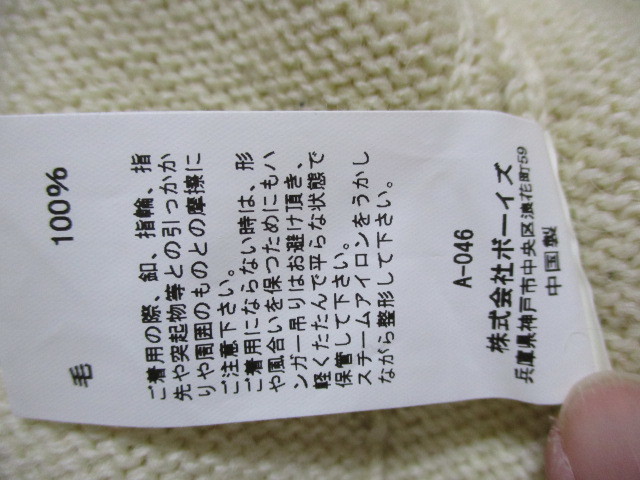 毛 100%
ご着用の際、釦、指輪、指
先や突起物等との引っかか
りや周囲のものとの摩擦に
ご注意下さい。
ご着用にならない時は、形
や風合いを保つためにもハ
ンガー吊りはお避け頂き、
軽くたたんで平らな状態で
保管して下さい。
スチームアイロンをうかし
ながら整形して下さい。
A-046
株式会社ボーイズ
兵庫県神戸市中央区浪花町59
中国製